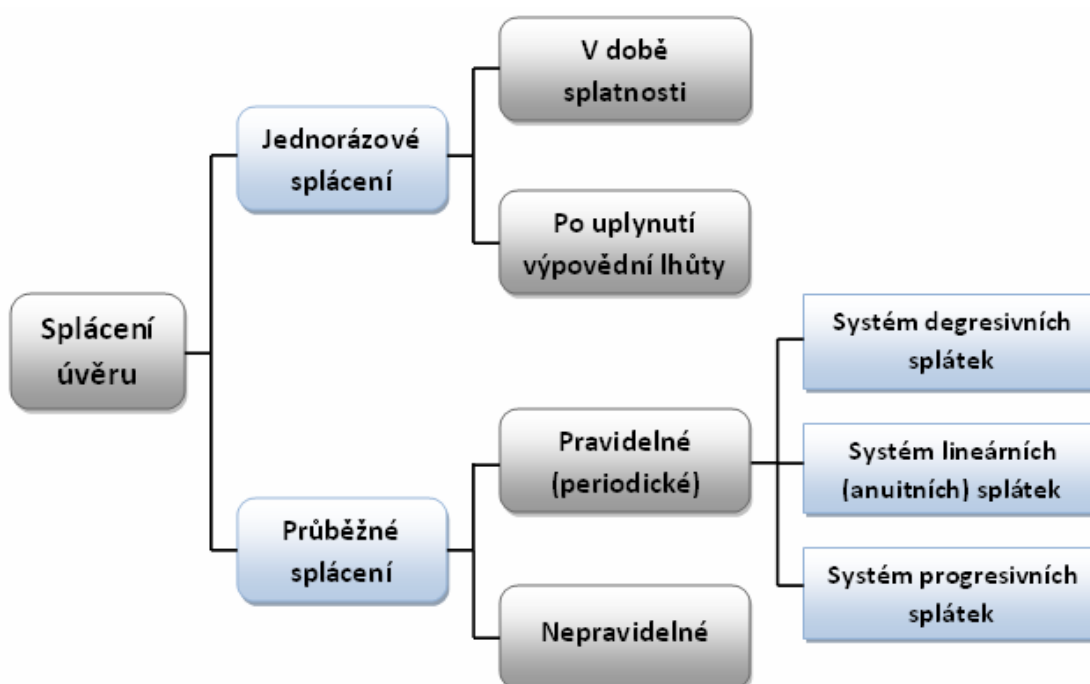 Splácení
úvěru
Jednorázové
splácení
V době
splatnosti
Po uplynutí
výpovědní lhůty
Průběžné
splácení
Pravidelné
(periodické)
Systém degresivních
splátek
Systém lineárních
(anuitních) splátek
Systém progresivních
splátek
Nepravidelné